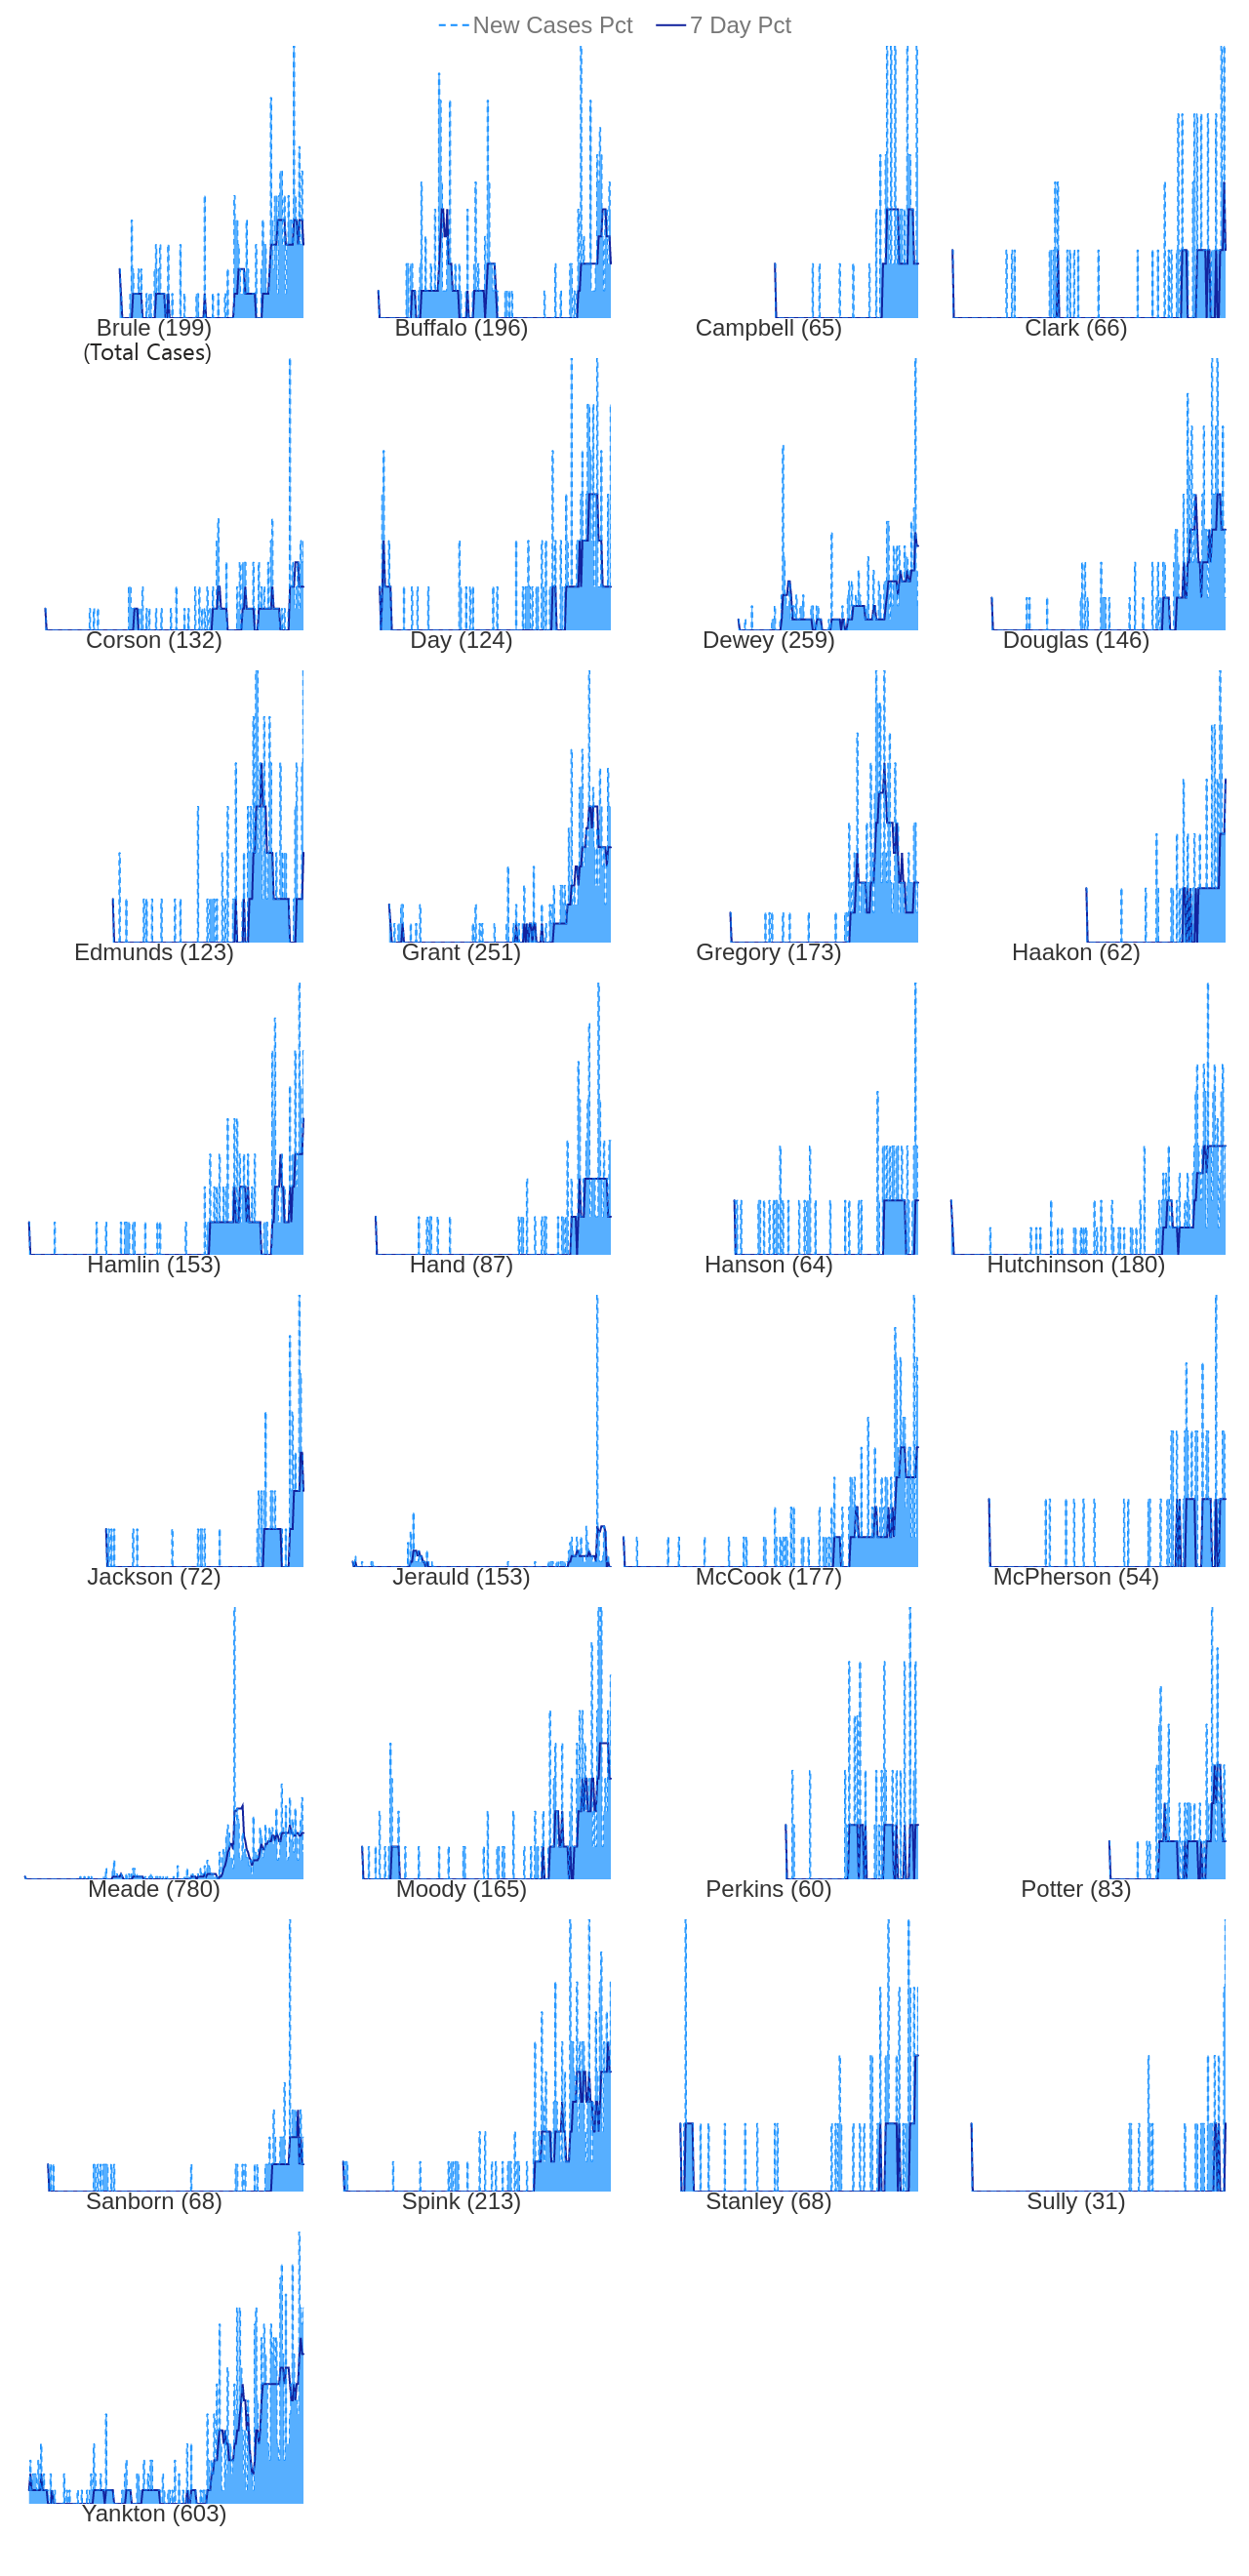 New Cases Pct 7 Day Pct
Brule (199) Buffalo (196) Campbell (65) Clark (66)
(Total Cases)
Corson (132) Day (124) Dewey (259) Douglas (146)
Edmunds (123) Grant (251) Gregory (173) Haakon (62)
Hamlin (153) Hand (87) Hanson (64) Hutchinson (180)
Jackson (72) Jerauld (153) McCook (177) McPherson (54)
Meade (780) Moody (165) Perkins (60) Potter (83)
Sanborn (68) Spink (213) Stanley (68) Sully (31)
Yankton (603)